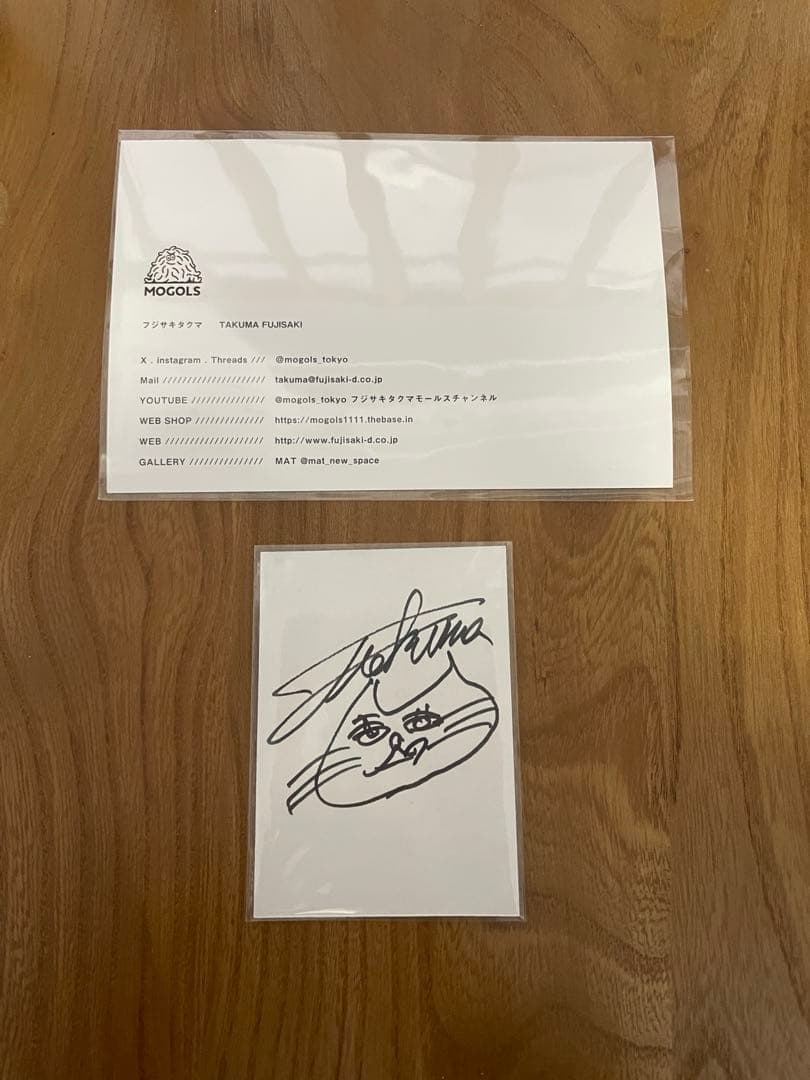 MOGOLS
フジサキタクマ TAKUMA FUJISAKI
X . instagram . Threads /// @mogols_tokyo
Mail ///////////////////// takuma@fujisaki-d.co.jp
YOUTUBE /////////////// @mogols_tokyo フジサキタクマモールスチャンネル
WEB SHOP ////////////// https://mogols1111.thebase.in
WEB //////////////////// http://www.fujisaki-d.co.jp
GALLERY /////////////// MAT @mat_new_space
Takuma